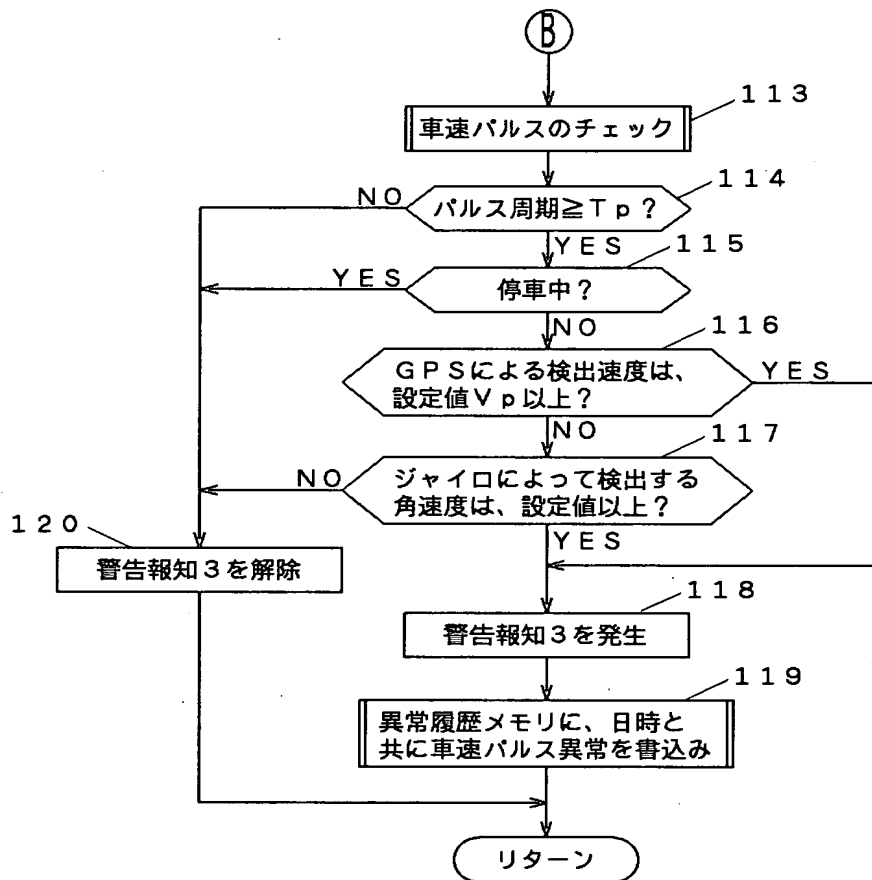 B
113
車速パルスのチェック
114
NO
パルス周期≧Tp?
YES
115
YES
停車中?
NO
116
GPSによる検出速度は、
設定値Vp以上?
YES
NO
117
NO
ジャイロによって検出する
角速度は、設定値以上?
120
YES
警告報知3を解除
118
警告報知3を発生
119
異常履歴メモリに、日時と
共に車速パルス異常を書込み
リターン